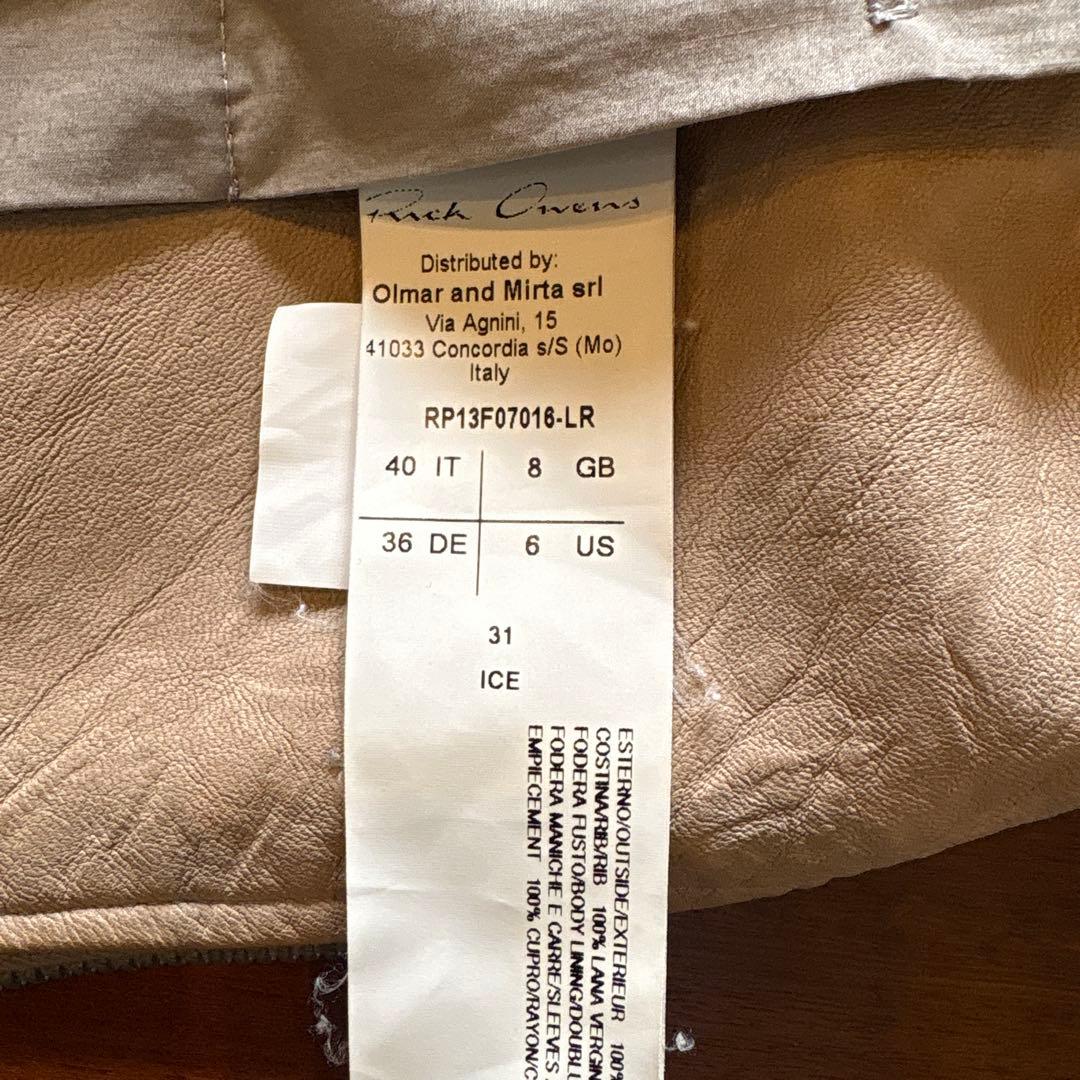 Rick Owens
Distributed by:
Olmar and Mirta srl
Via Agnini, 15
41033 Concordia s/S (Mo)
Italy
RP13F07016-LR
40 IT 8 GB
36 DE 6 US
31
ICE
ESTERNO/OUTSIDE/EXTERIEUR 100%
COSTINA/RIB/RIB 100% LANA VERGIN
FODERA FUSTO/BODY LINING/DOUBL
FODERA MANICHE E CARRE/SLEEVES
EMPIECEMENT 100% CUPRO/RAYON/C